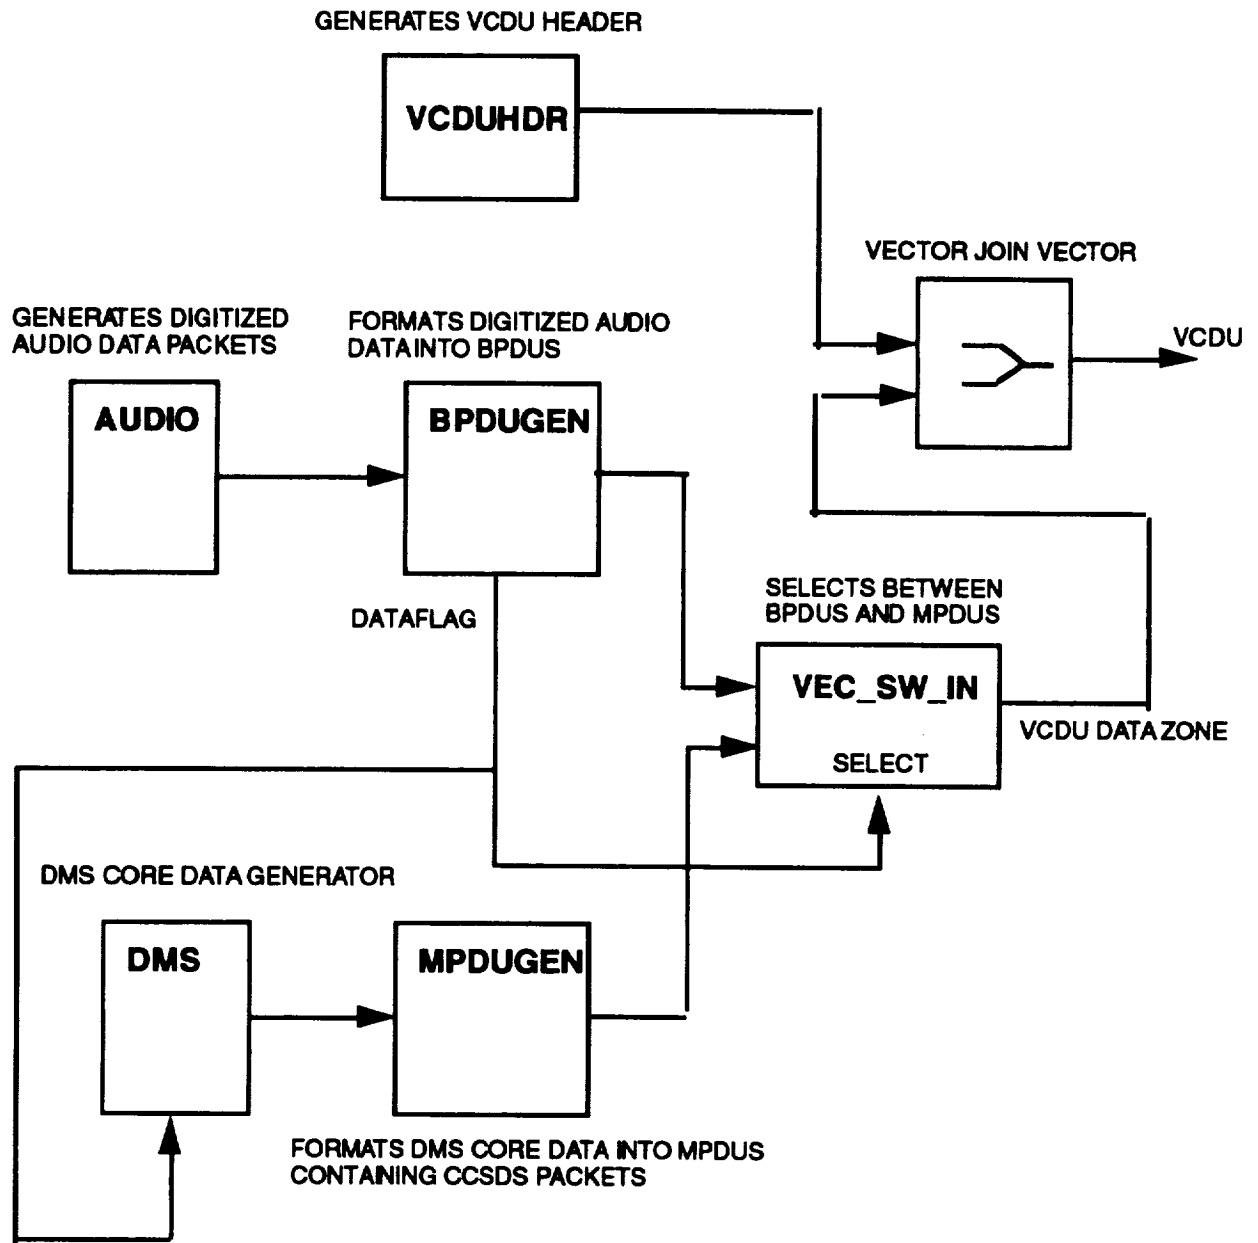 GENERATES VCDU HEADER
VCDUHDR
VECTOR JOIN VECTOR
VCDU
GENERATES DIGITIZED
AUDIO DATA PACKETS
FORMATS DIGITIZED AUDIO
DATA INTO BPDUS
AUDIO
BPDUGEN
DATAFLAG
SELECTS BETWEEN
BPDUS AND MPDUS
VEC_SW_IN
SELECT
VCDU DATA ZONE
DMS CORE DATA GENERATOR
DMS
MPDUGEN
FORMATS DMS CORE DATA INTO MPDUS
CONTAINING CCSDS PACKETS